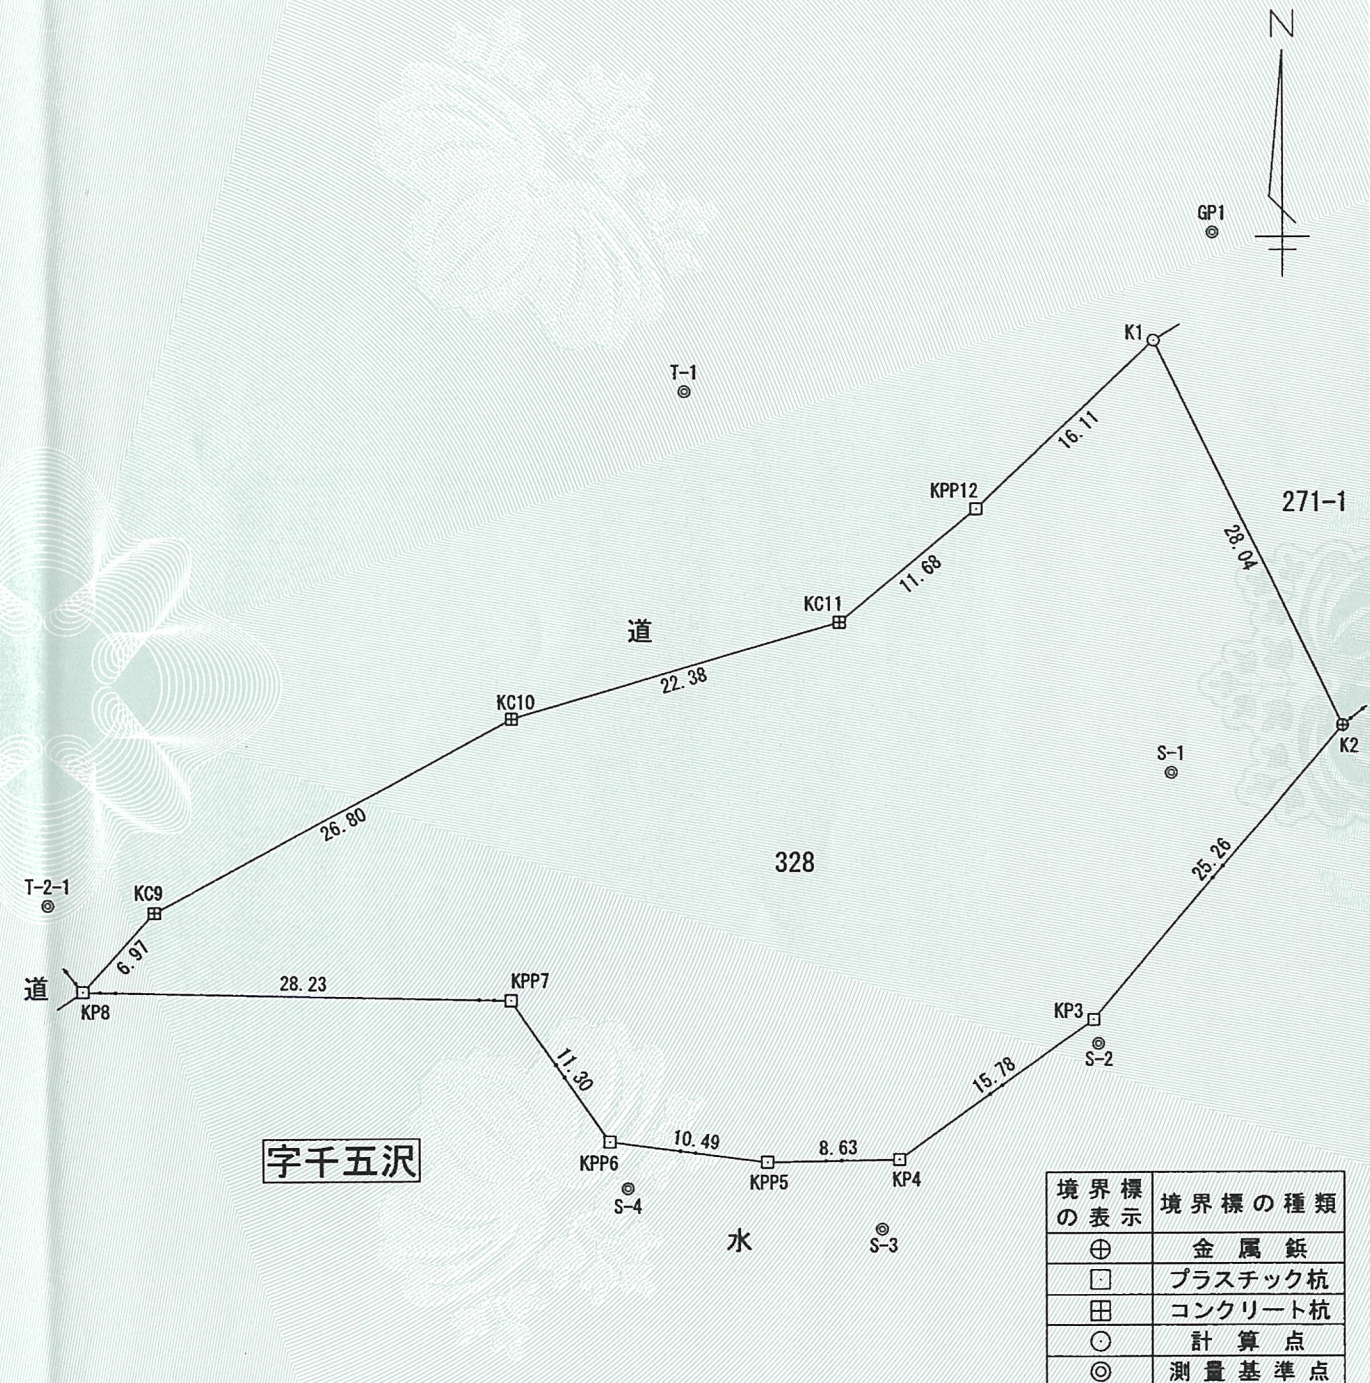 N
GP1
K1
T-1
16.11
KPP12
271-1
28.04
11.68
KC11
道
22.38
KC10
K2
S-1
26.80
328
25.26
T-2-1
KC9
6.97
道
28.23
KPP7
KP8
KP3
S-2
11.30
15.78
字千五沢
10.49
8.63
KPP6
KPP5
KP4
S-4
水
S-3
境界標の表示
境界標の種類
金属鋲
プラスチック杭
コンクリート杭
計算点
測量基準点